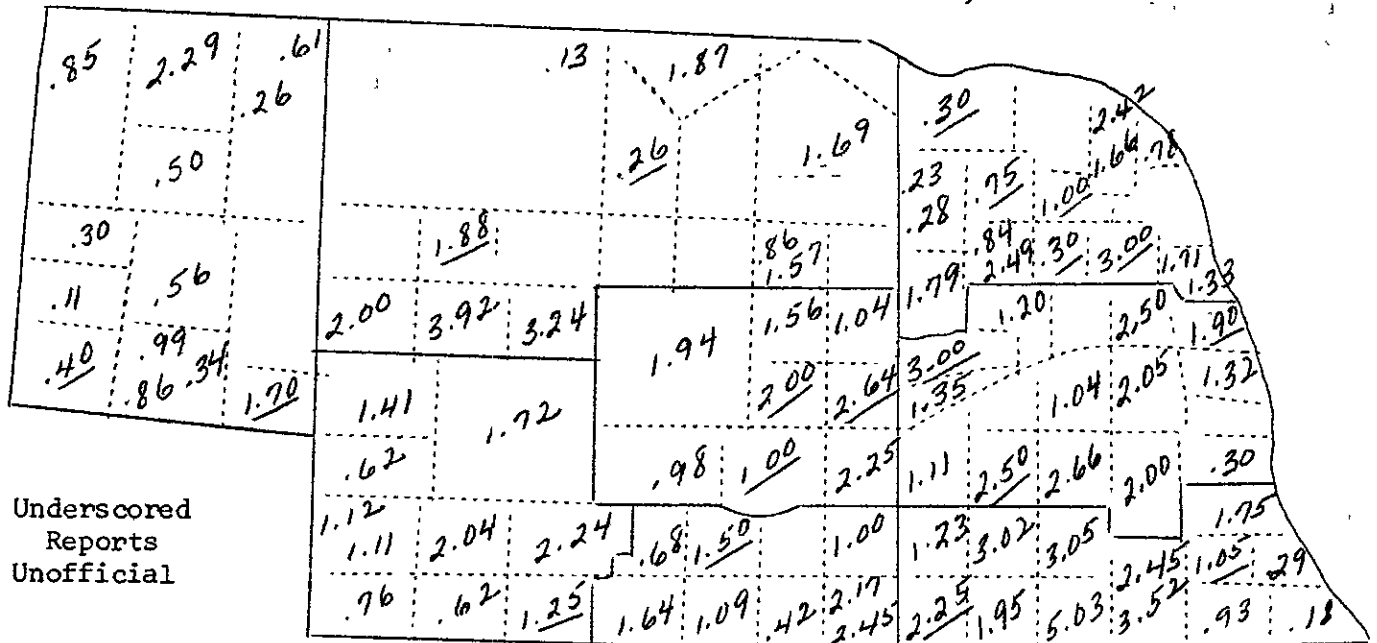 .85 2.29 .61 .13 1.87
.26 .30 2.42
.50 .26 1.69 .23 .75 1.00 1.66 .78
.28
.30 1.88 .86 .84 .30 3.00 1.71
.11 .56 1.57 1.79 2.49 1.33
2.00 3.92 3.24 1.94 1.56 1.04 1.20 2.50 1.90
.40 .99 .34 3.00 1.04 2.05 1.32
.86 1.70 1.41 1.72 2.00 2.64 1.35
.62 .98 1.00 2.25 1.11 2.50 2.66 2.00 .30
Underscored
Reports
Unofficial
1.12 2.04 2.24 .68 1.50 1.00 1.23 3.02 3.05 1.75
1.11 2.45 1.05 .29
.76 .62 1.25 1.64 1.09 .42 2.17 2.25 1.95 5.03 3.52 .93 .18
2.45